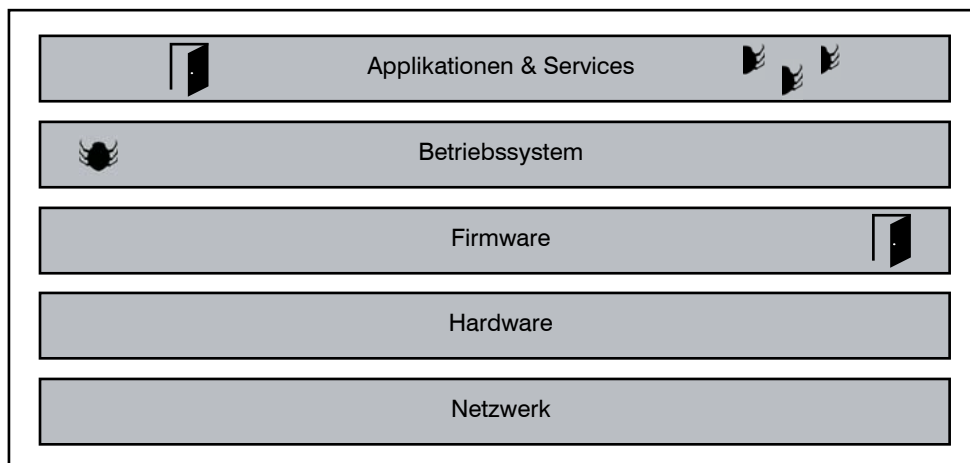 Applikationen & Services
Betriebssystem
Firmware
Hardware
Netzwerk